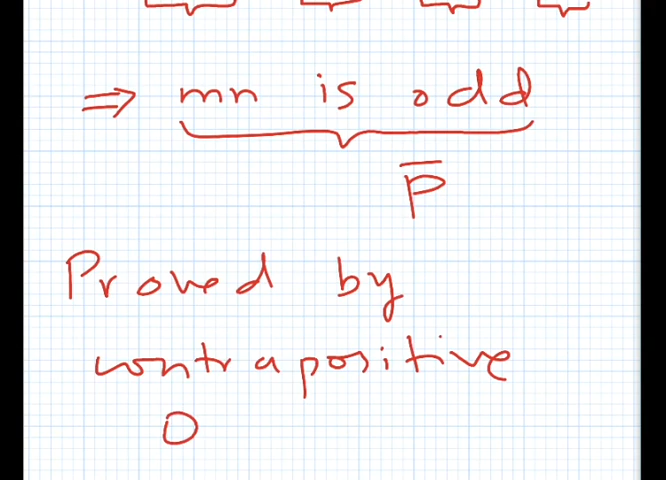 ⇒ mn is odd
P̅
Proved by
contrapositive